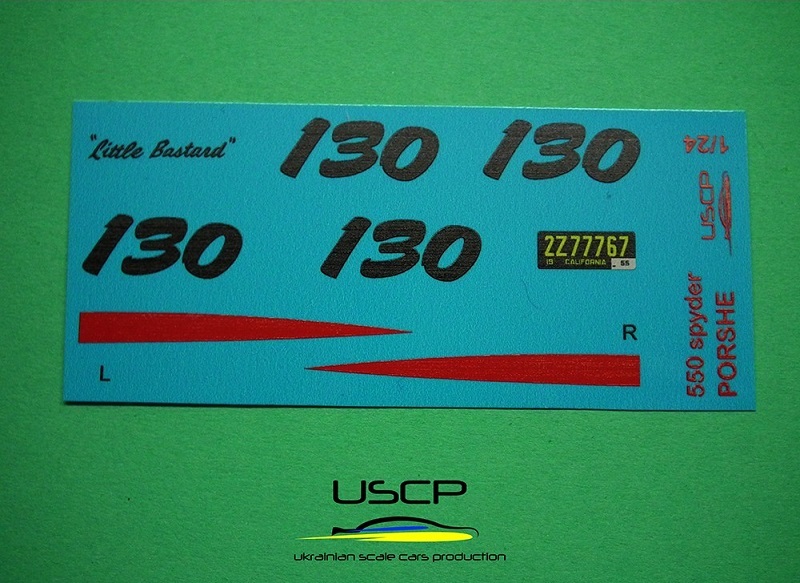 "Little Bastard"
130
130
130
130
2Z77767
19 CALIFORNIA 55
L
R
1/24
USCP
550 spyder
PORSHE
USCP
ukrainian scale cars production